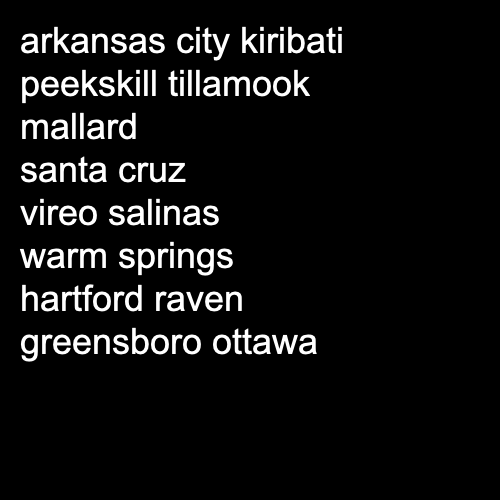 arkansas city kiribati
peekskill tillamook
mallard
santa cruz
vireo salinas
warm springs
hartford raven
greensboro ottawa